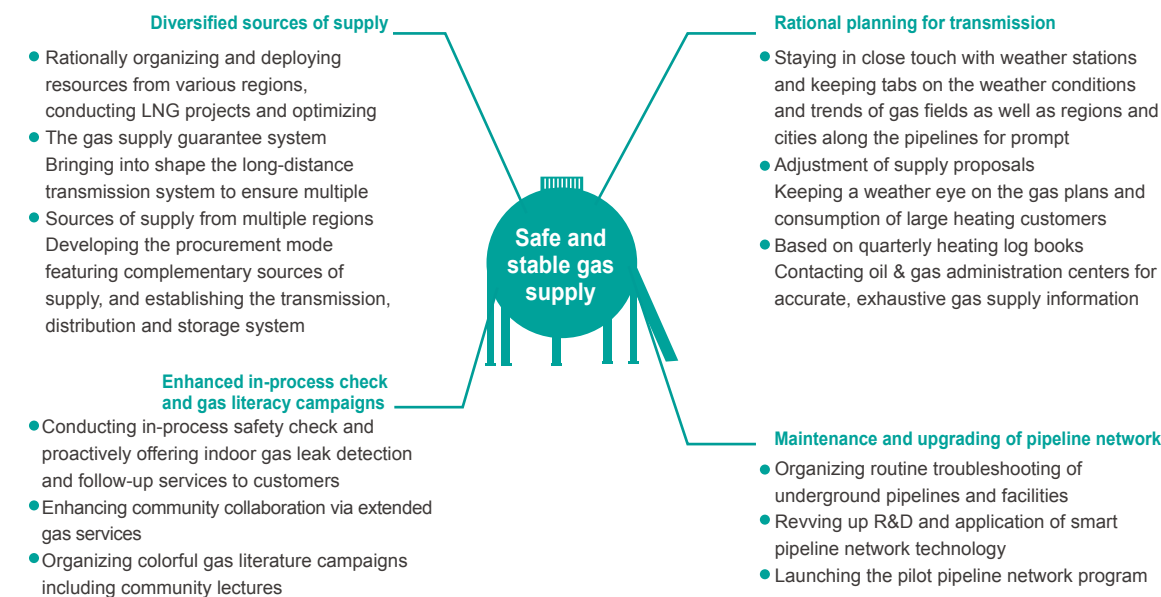 Diversified sources of supply
Rationally organizing and deploying
resources from various regions,
conducting LNG projects and optimizing
The gas supply guarantee system
Bringing into shape the long-distance
transmission system to ensure multiple
Sources of supply from multiple regions
Developing the procurement mode
featuring complementary sources of
supply, and establishing the transmission,
distribution and storage system
Enhanced in-process check
and gas literacy campaigns
Conducting in-process safety check and
proactively offering indoor gas leak detection
and follow-up services to customers
Enhancing community collaboration via extended
gas services
Organizing colorful gas literature campaigns
including community lectures
Safe and
stable gas
supply
Rational planning for transmission
Staying in close touch with weather stations
and keeping tabs on the weather conditions
and trends of gas fields as well as regions and
cities along the pipelines for prompt
Adjustment of supply proposals
Keeping a weather eye on the gas plans and
consumption of large heating customers
Based on quarterly heating log books
Contacting oil & gas administration centers for
accurate, exhaustive gas supply information
Maintenance and upgrading of pipeline network
Organizing routine troubleshooting of
underground pipelines and facilities
Revving up R&D and application of smart
pipeline network technology
Launching the pilot pipeline network program